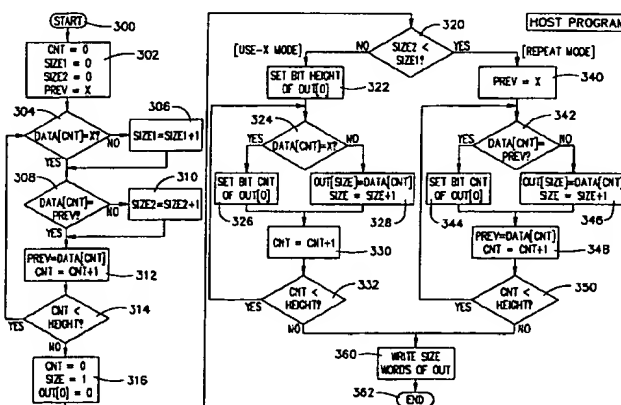 START
300
CNT = 0
SIZE1 = 0
SIZE2 = 0
PREV = X
302
304
DATA[CNT]=X?
NO
YES
306
SIZE1=SIZE1+1
308
DATA[CNT]=
PREV?
NO
YES
310
SIZE2=SIZE2+1
PREV=DATA[CNT]
CNT = CNT+1
312
CNT <
HEIGHT?
314
YES
NO
CNT = 0
SIZE = 1
OUT[0] = 0
316
HOST PROGRAM
SIZE2 <
SIZE1?
320
NO
YES
[USE-X MODE]
[REPEAT MODE]
SET BIT HEIGHT
OF OUT[0]
322
324
DATA[CNT]=X?
YES
NO
SET BIT CNT
OF OUT[0]
326
OUT[SIZE]=DATA[CNT]
SIZE = SIZE+1
328
CNT = CNT+1
330
CNT <
HEIGHT?
332
YES
NO
PREV = X
340
DATA[CNT]=
PREV?
342
YES
NO
SET BIT CNT
OF OUT[0]
344
OUT[SIZE]=DATA[CNT]
SIZE = SIZE+1
346
PREV=DATA[CNT]
CNT = CNT+1
348
CNT <
HEIGHT?
350
YES
NO
360
WRITE SIZE
WORDS OF OUT
362
END